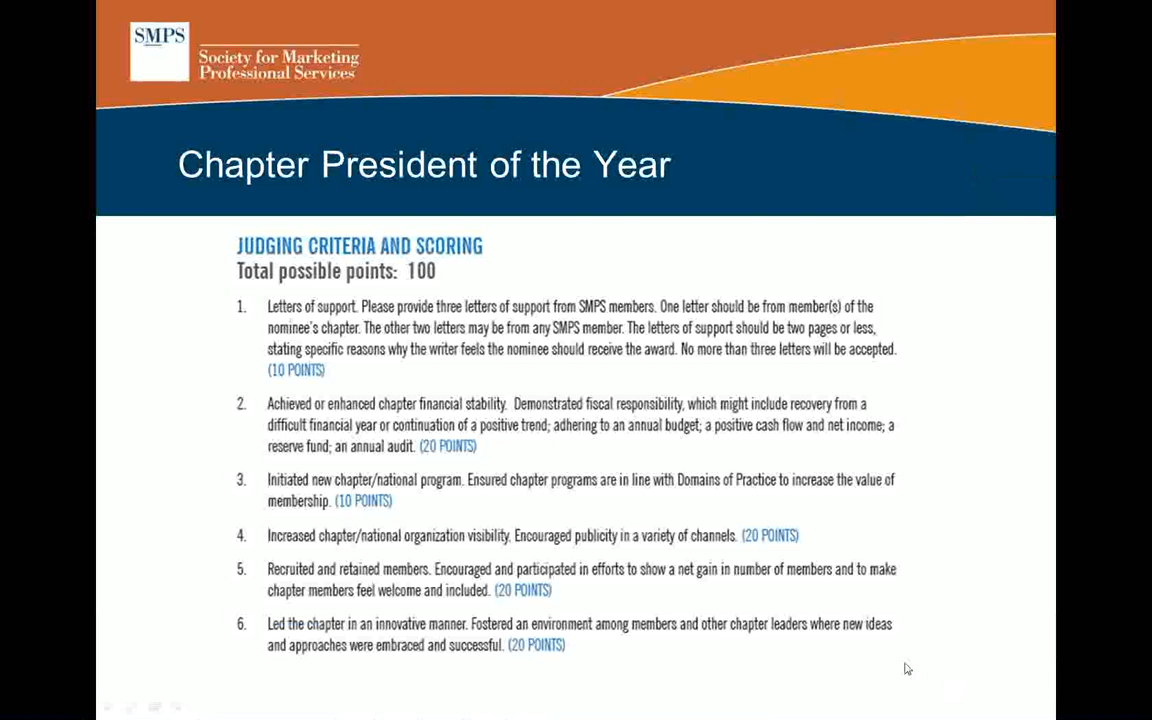 SMPS
Society for Marketing
Professional Services
Chapter President of the Year
JUDGING CRITERIA AND SCORING
Total possible points: 100
1. Letters of support. Please provide three letters of support from SMPS members. One letter should be from member(s) of the
nominee's chapter. The other two letters may be from any SMPS member. The letters of support should be two pages or less,
stating specific reasons why the writer feels the nominee should receive the award. No more than three letters will be accepted.
(10 POINTS)
2. Achieved or enhanced chapter financial stability. Demonstrated fiscal responsibility, which might include recovery from a
difficult financial year or continuation of a positive trend; adhering to an annual budget; a positive cash flow and net income; a
reserve fund; an annual audit. (20 POINTS)
3. Initiated new chapter/national program. Ensured chapter programs are in line with Domains of Practice to increase the value of
membership. (10 POINTS)
4. Increased chapter/national organization visibility. Encouraged publicity in a variety of channels. (20 POINTS)
5. Recruited and retained members. Encouraged and participated in efforts to show a net gain in number of members and to make
chapter members feel welcome and included. (20 POINTS)
6. Led the chapter in an innovative manner. Fostered an environment among members and other chapter leaders where new ideas
and approaches were embraced and successful. (20 POINTS)